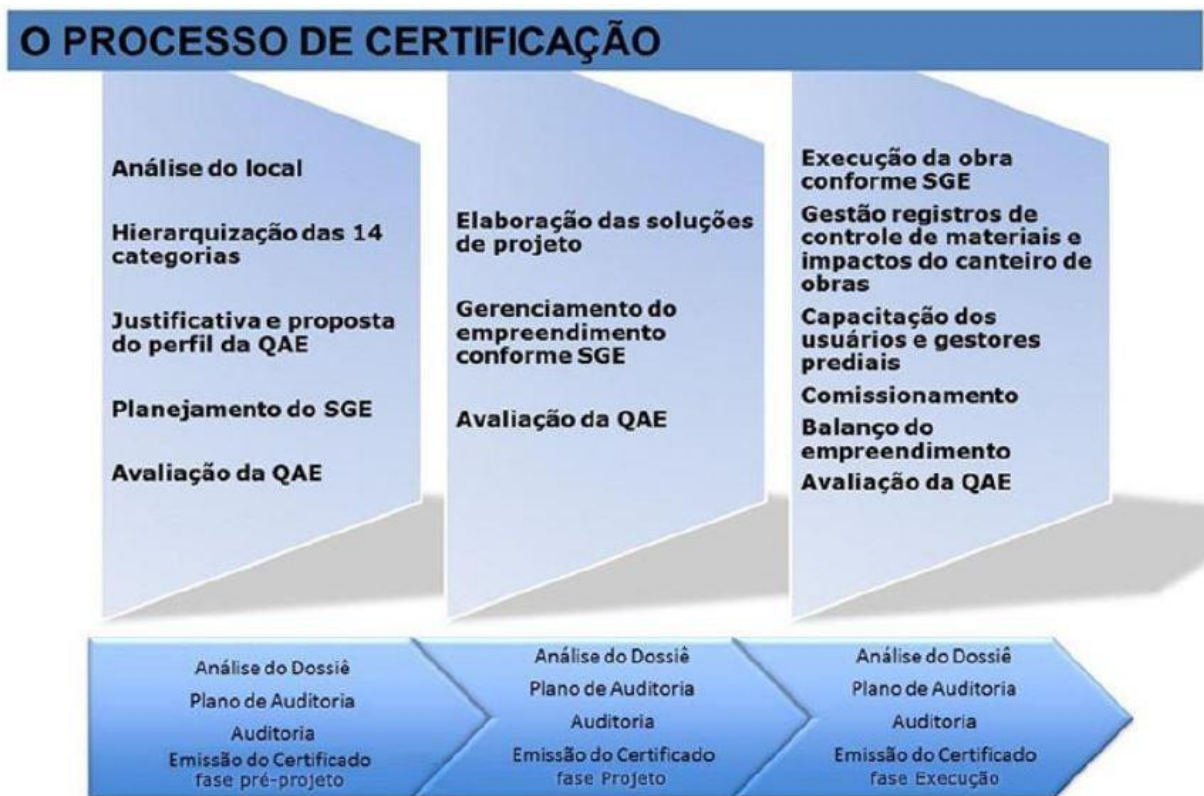 O PROCESSO DE CERTIFICAÇÃO
Análise do local
Hierarquização das 14
categorias
Justificativa e proposta
do perfil da QAE
Planejamento do SGE
Avaliação da QAE
Elaboração das soluções
de projeto
Gerenciamento do
empreendimento
conforme SGE
Avaliação da QAE
Execução da obra
conforme SGE
Gestão registros de
controle de materiais e
impactos do canteiro de
obras
Capacitação dos
usuários e gestores
prediais
Comissionamento
Balanço do
empreendimento
Avaliação da QAE
Análise do Dossiê
Plano de Auditoria
Auditoria
Emissão do Certificado
fase pré-projeto
Análise do Dossiê
Plano de Auditoria
Auditoria
Emissão do Certificado
fase Projeto
Análise do Dossiê
Plano de Auditoria
Auditoria
Emissão do Certificado
fase Execução